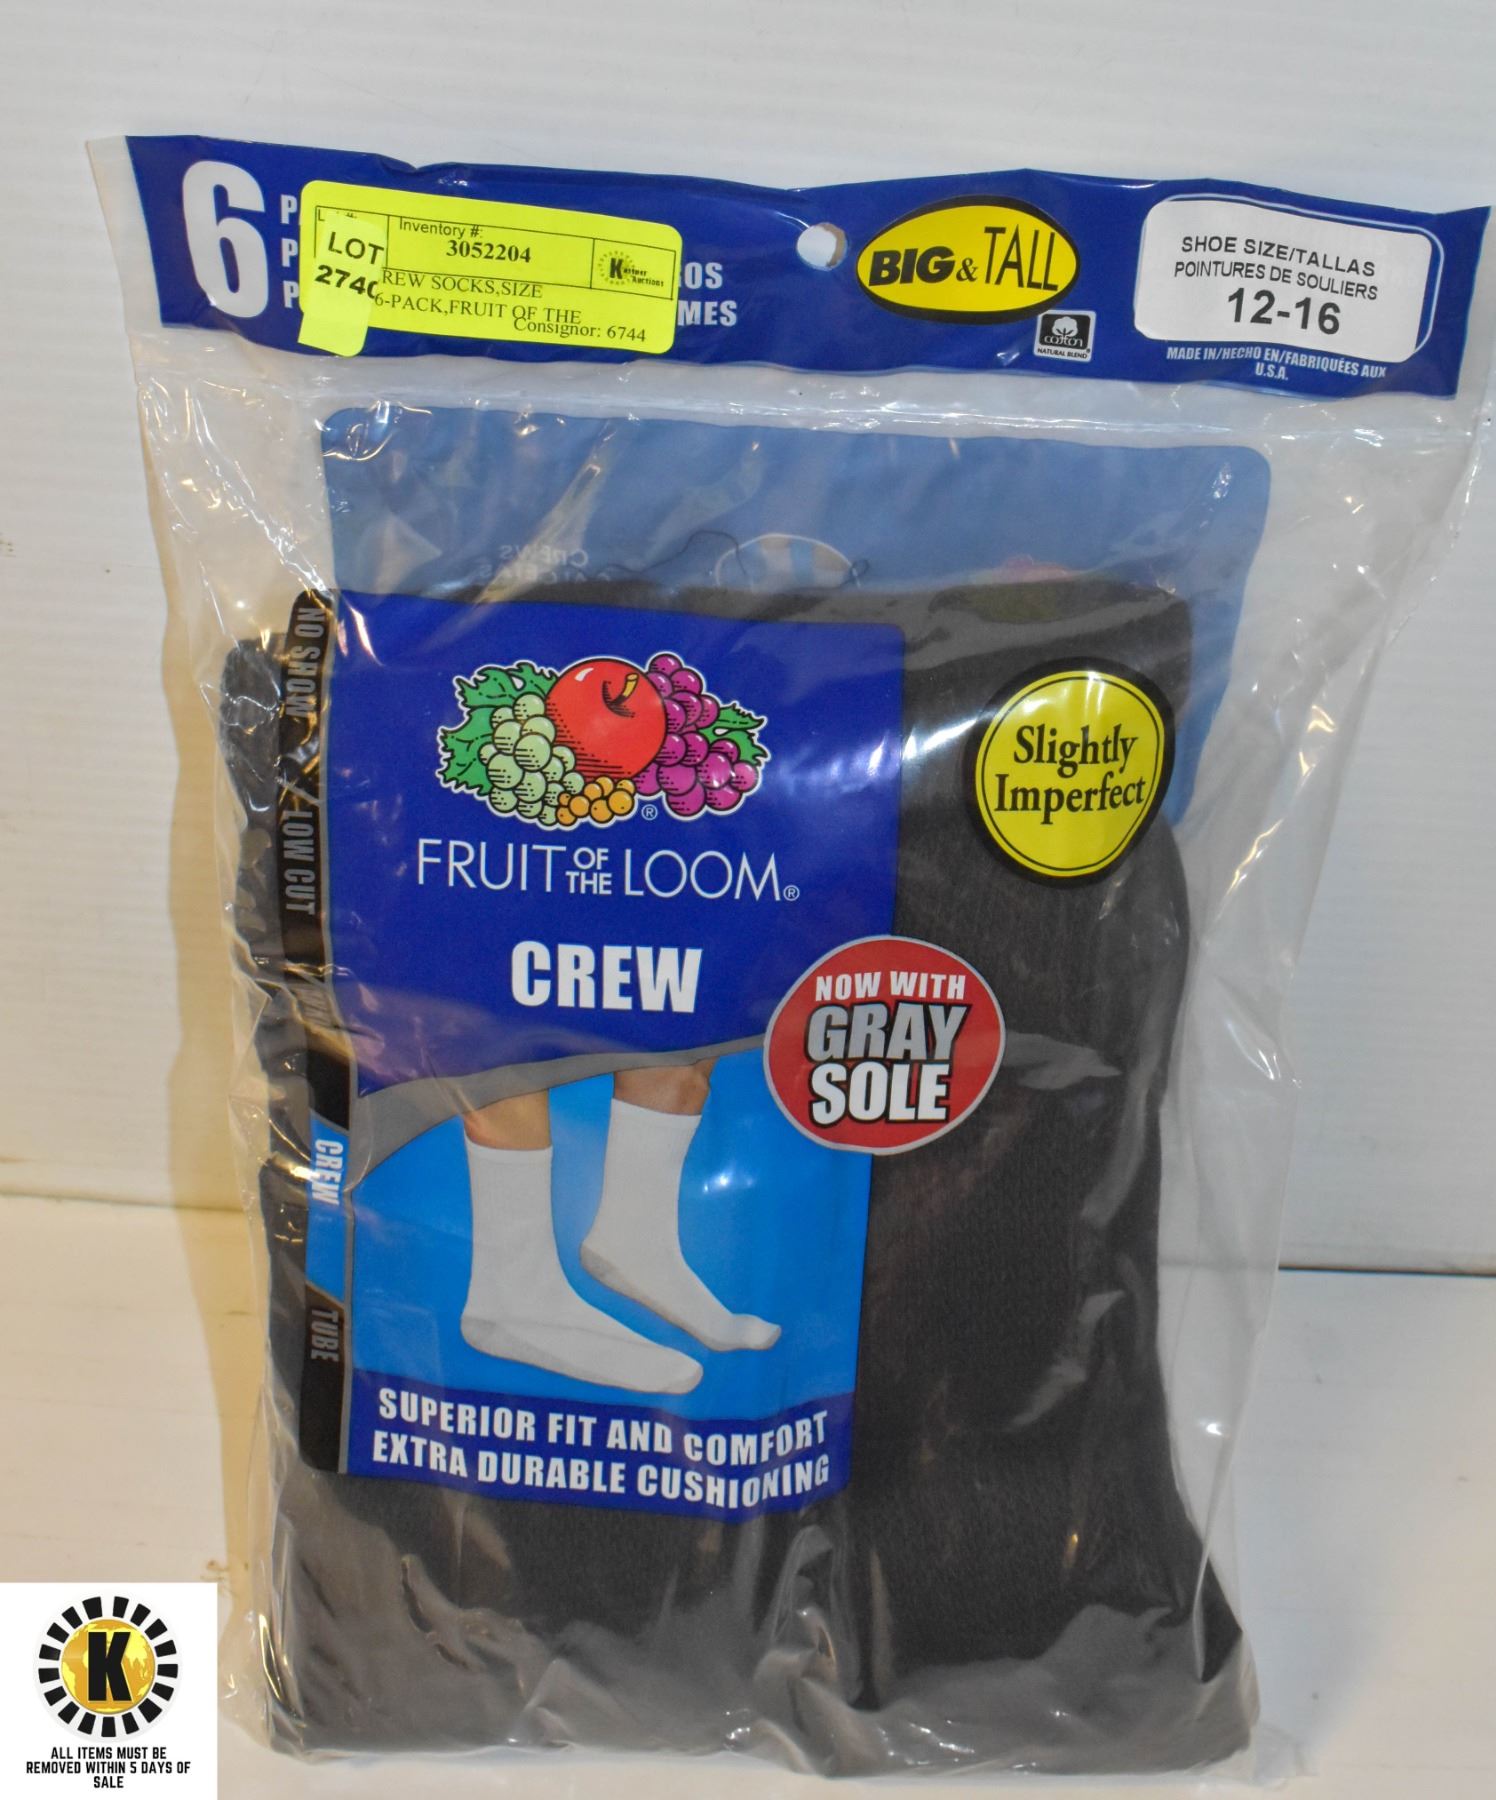 6
Inventory #:
3052204
LOT
2740
REW SOCKS,SIZE
6-PACK,FRUIT OF THE
Consignor: 6744
Kastner
Auctions
BIG & TALL
cotton
NATURAL BLEND
SHOE SIZE/TALLAS
POINTURES DE SOULIERS
12-16
MADE IN/HECHO EN/FABRIQUÉES AUX
U.S.A.
CREWS
NO SHOW
LOW CUT
CREW
TUBE
FRUIT OF THE LOOM®
CREW
Slightly
Imperfect
NOW WITH
GRAY
SOLE
SUPERIOR FIT AND COMFORT
EXTRA DURABLE CUSHIONING
K
ALL ITEMS MUST BE
REMOVED WITHIN 5 DAYS OF
SALE